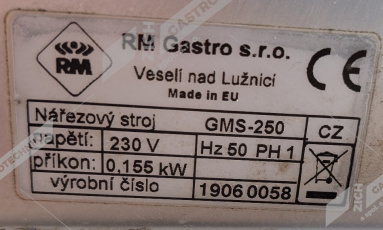 RM
RM Gastro s.r.o.
Veselí nad Lužnicí
Made in EU
CE
Nářezový stroj GMS-250 CZ
napětí: 230 V Hz 50 PH 1
příkon: 0,155 kW
výrobní číslo 1906 0058
ZICH